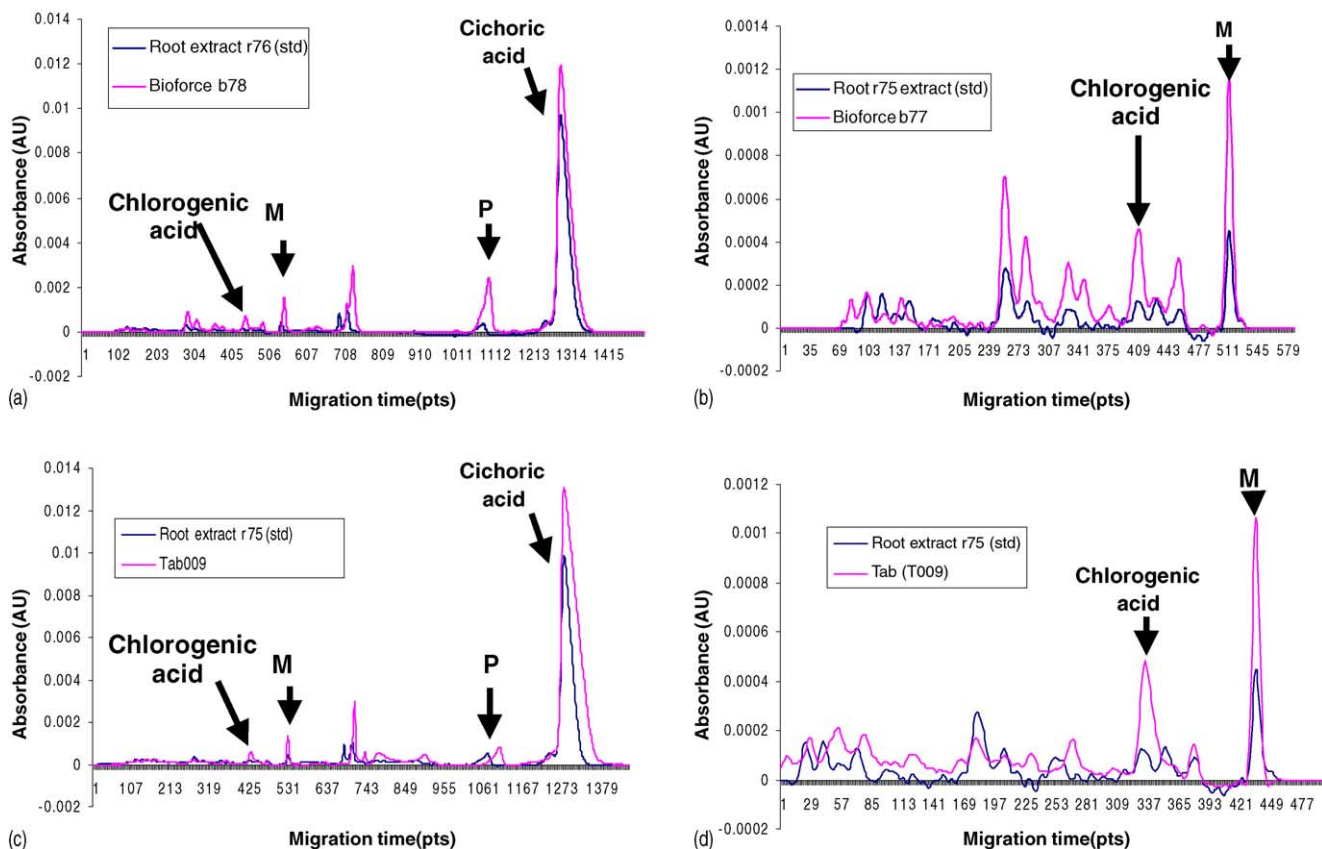 0.014
0.012
0.01
0.008
0.006
0.004
0.002
0
-0.002
Absorbance (AU)
Root extract r76 (std)
Bioforce b78
Cichoric
acid
Chlorogenic
acid
M
P
1 102 203 304 405 506 607 708 809 910 1011 1112 1213 1314 1415
Migration time(pts)
(a)
0.0014
0.0012
0.001
0.0008
0.0006
0.0004
0.0002
0
-0.0002
Absorbance (AU)
Root r75 extract (std)
Bioforce b77
Chlorogenic
acid
M
1 35 69 103 137 171 205 239 273 307 341 375 409 443 477 511 545 579
Migration time(pts)
(b)
0.014
0.012
0.01
0.008
0.006
0.004
0.002
0
-0.002
Absorbance (AU)
Root extract r75 (std)
Tab009
Cichoric
acid
Chlorogenic
acid
M
P
1 107 213 319 425 531 637 743 849 955 1061 1167 1273 1379
Migration time(pts)
(c)
0.0012
0.001
0.0008
0.0006
0.0004
0.0002
0
-0.0002
Absorbance (AU)
Root extract r75 (std)
Tab (T009)
Chlorogenic
acid
M
1 29 57 85 113 141 169 197 225 253 281 309 337 365 393 421 449 477
Migration time(pts)
(d)